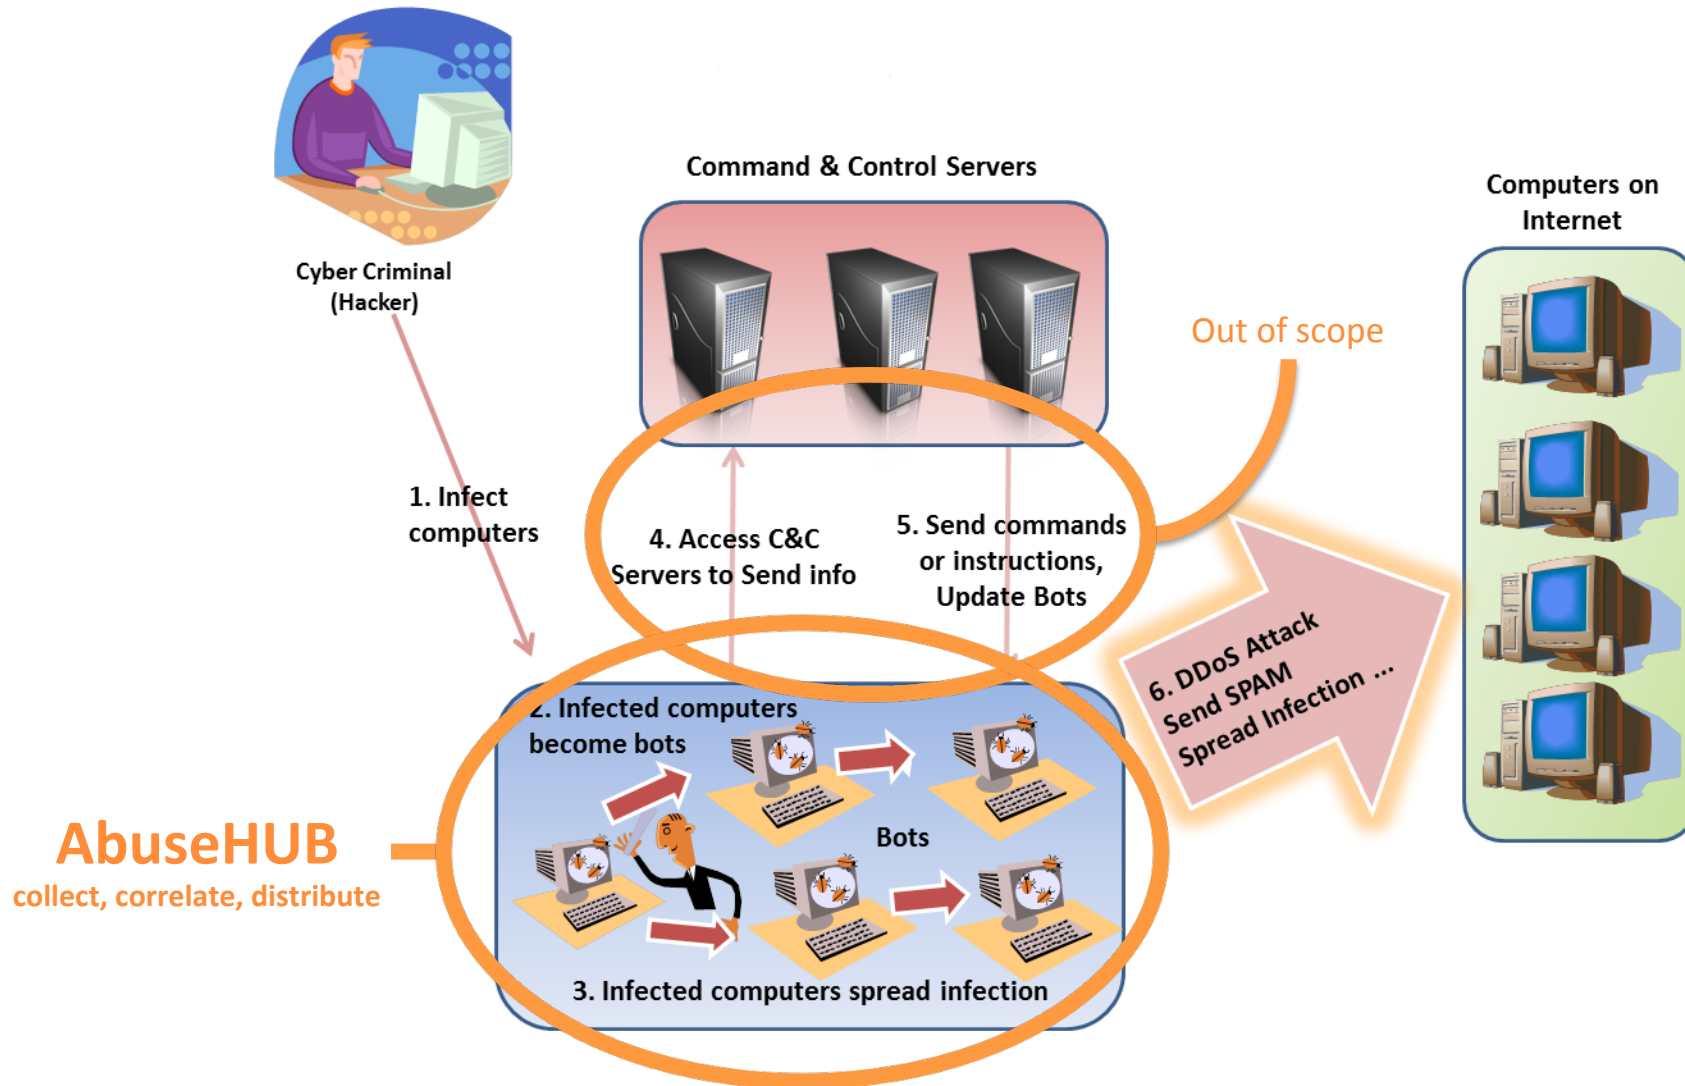 Cyber Criminal
(Hacker)
Command & Control Servers
Computers on
Internet
Out of scope
1. Infect
computers
4. Access C&C
Servers to Send info
5. Send commands
or instructions,
Update Bots
6. DDoS Attack
Send SPAM
Spread Infection ...
2. Infected computers
become bots
Bots
3. Infected computers spread infection
AbuseHUB
collect, correlate, distribute